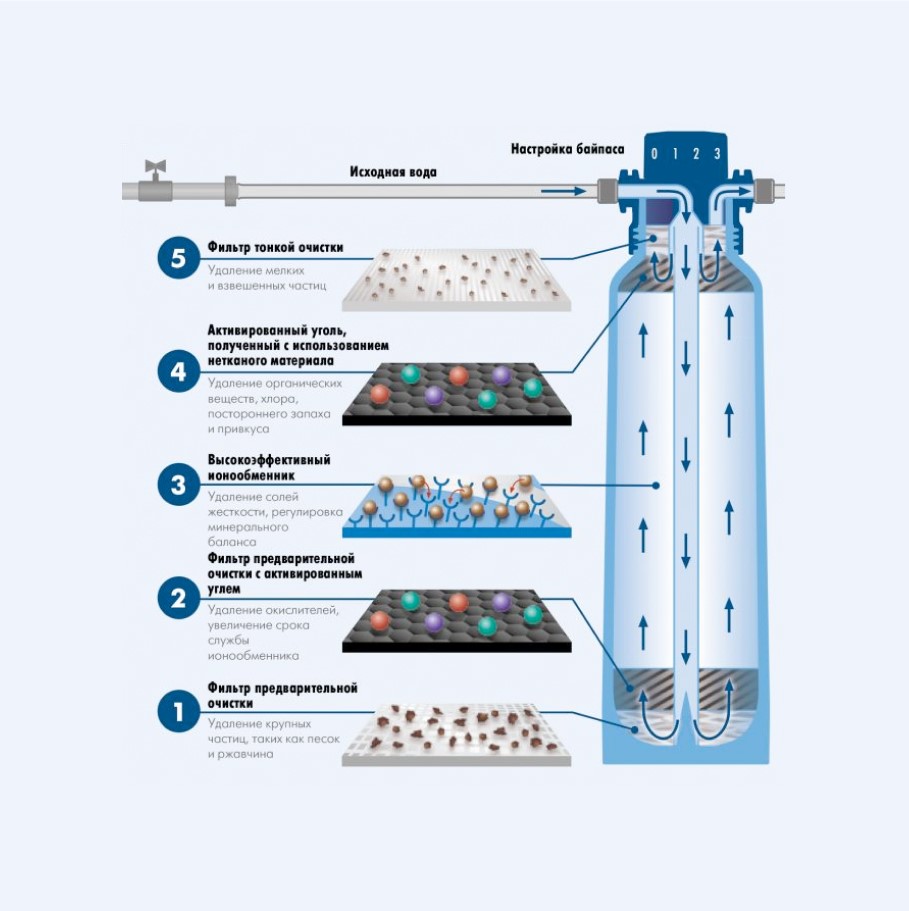 Настройка байпаса
0 1 2 3
Исходная вода
5
Фильтр тонкой очистки
Удаление мелких
и взвешенных частиц
4
Активированный уголь,
полученный с использованием
нетканого материала
Удаление органических
веществ, хлора,
постороннего запаха
и привкуса
3
Высокоэффективный
ионообменник
Удаление солей
жесткости, регулировка
минерального
баланса
2
Фильтр предварительной
очистки с активированным
углем
Удаление окислителей,
увеличение срока
службы
ионообменника
1
Фильтр предварительной
очистки
Удаление крупных
частиц, таких как песок
и ржавчина